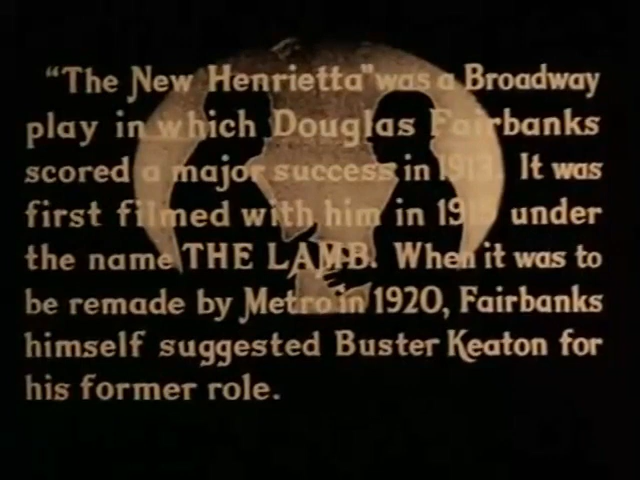 "The New Henrietta" was a Broadway
play in which Douglas Fairbanks
scored a major success in 1913. It was
first filmed with him in under
the name THE LAMB. When it was to
be remade by Metro in 1920, Fairbanks
himself suggested Buster Keaton for
his former role.